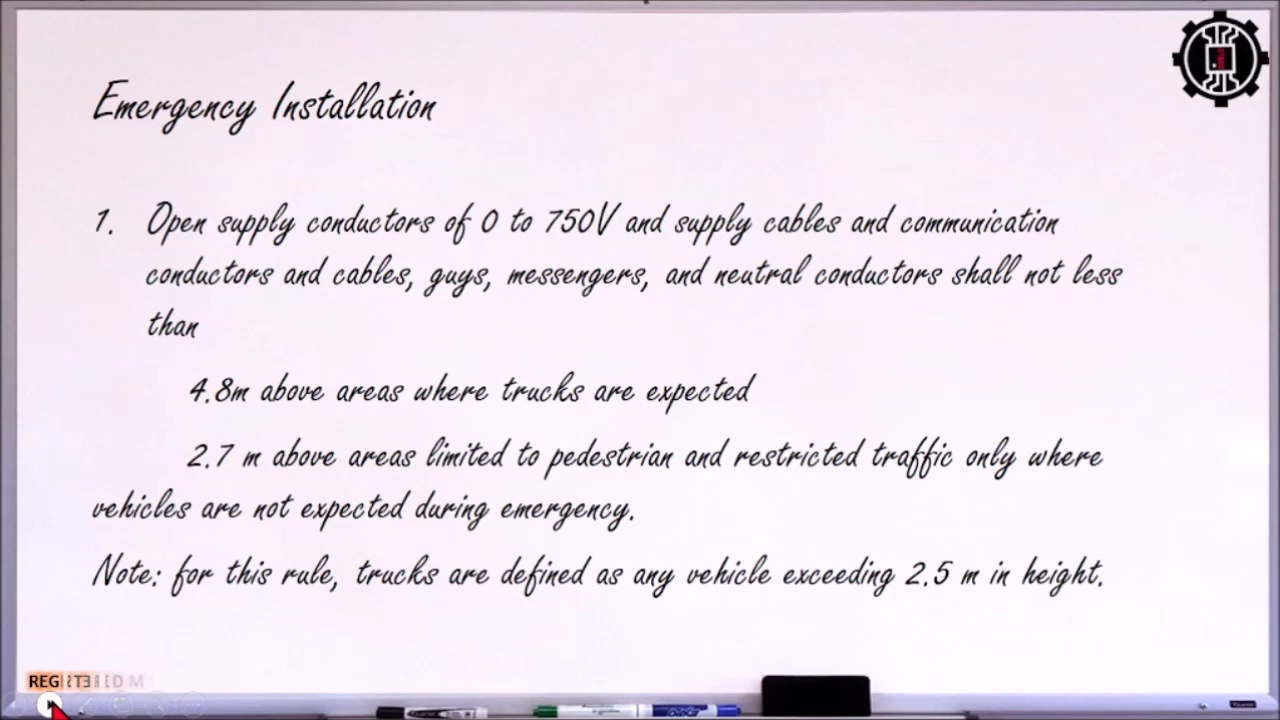 Emergency Installation
1. Open supply conductors of 0 to 750V and supply cables and communication
conductors and cables, guys, messengers, and neutral conductors shall not less
than
4.8m above areas where trucks are expected
2.7 m above areas limited to pedestrian and restricted traffic only where
vehicles are not expected during emergency.
Note: for this rule, trucks are defined as any vehicle exceeding 2.5 m in height.